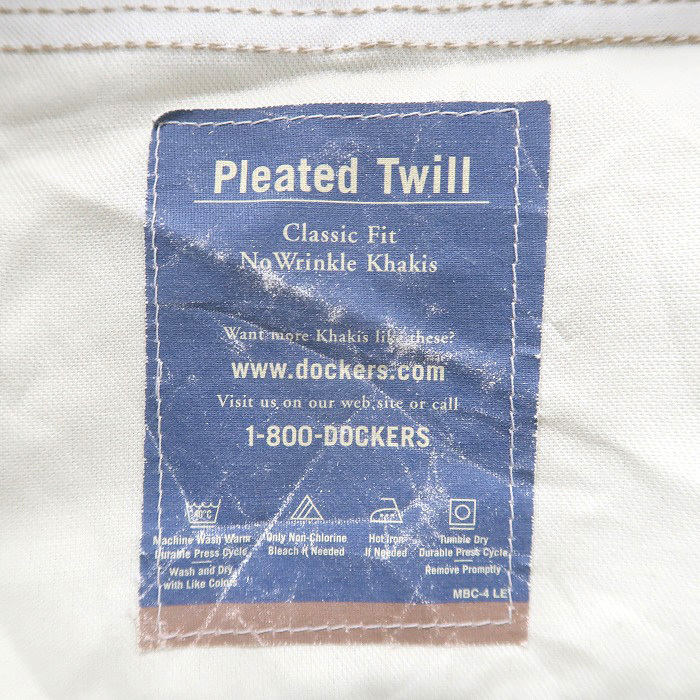 Pleated Twill
Classic Fit
NoWrinkle Khakis
Want more Khakis like these?
www.dockers.com
Visit us on our web site or call
1-800-DOCKERS
40°C
Machine Wash Warm
Durable Press Cycle
Wash and Dry
with Like Colors
Only Non-Chlorine
Bleach if Needed
Hot Iron
If Needed
Tumble Dry
Durable Press Cycle
Remove Promptly
MBC-4 LE